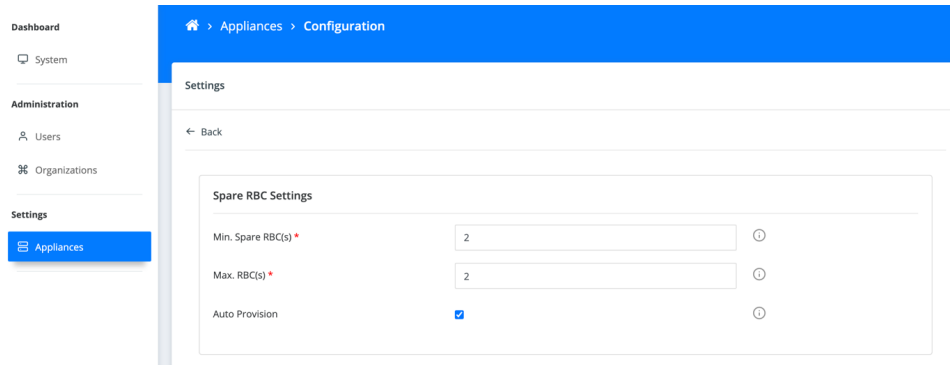 Dashboard
System
Administration
Users
Organizations
Settings
Appliances
> Appliances > Configuration
Settings
← Back
Spare RBC Settings
Min. Spare RBC(s) *
2
Max. RBC(s) *
2
Auto Provision